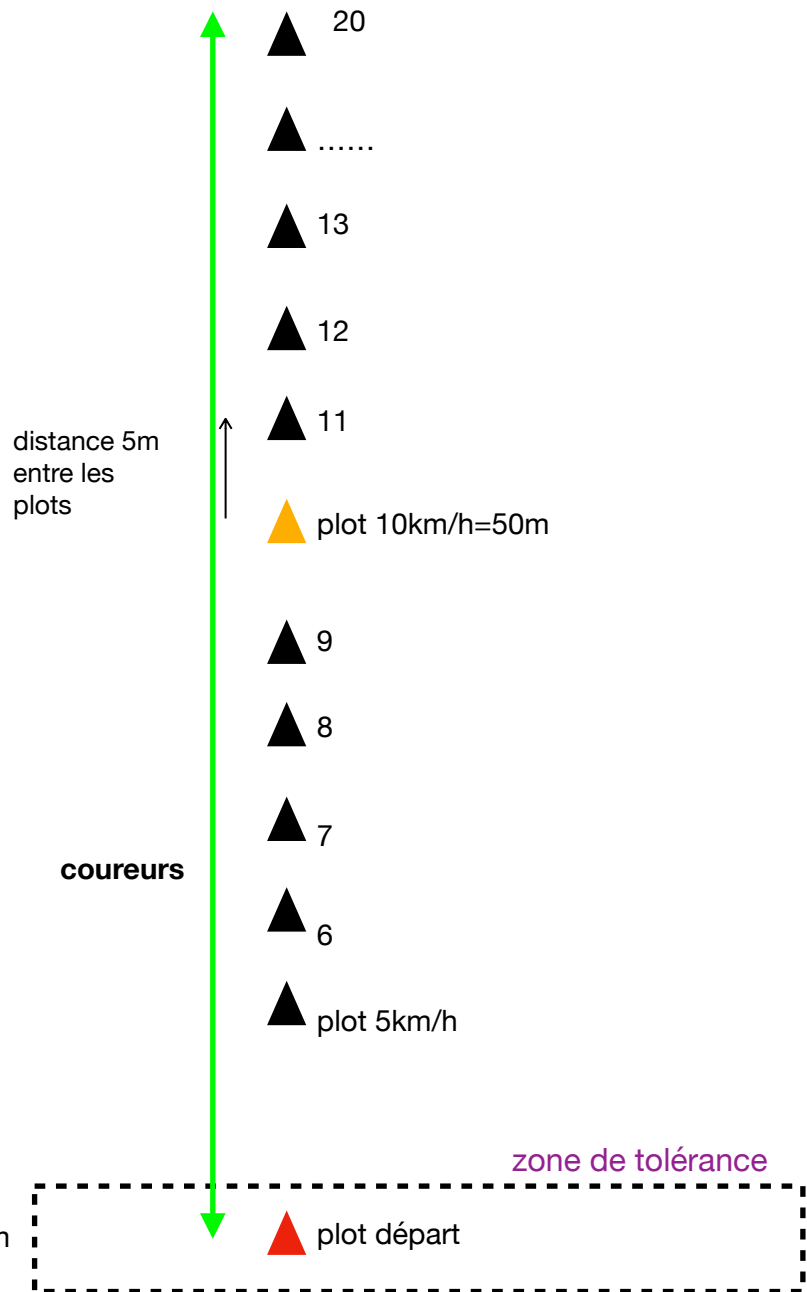 20
......
13
12
11
distance 5m
entre les
plots
plot 10km/h=50m
9
8
7
coureurs
6
plot 5km/h
zone de tolérance
plot départ